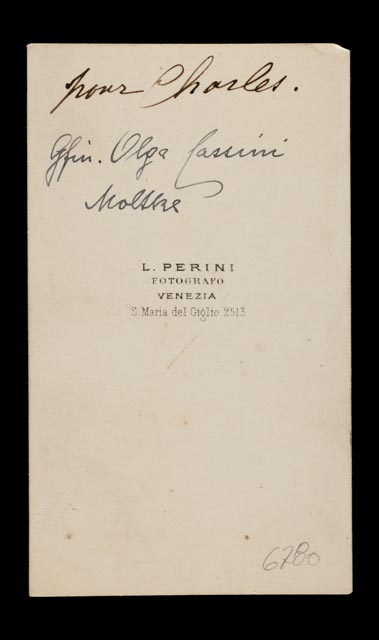 pour Charles.
Gfin. Olga Cassini
Moltke
L. PERINI
FOTOGRAFO
VENEZIA
S. Maria del Giglio 2513
6780